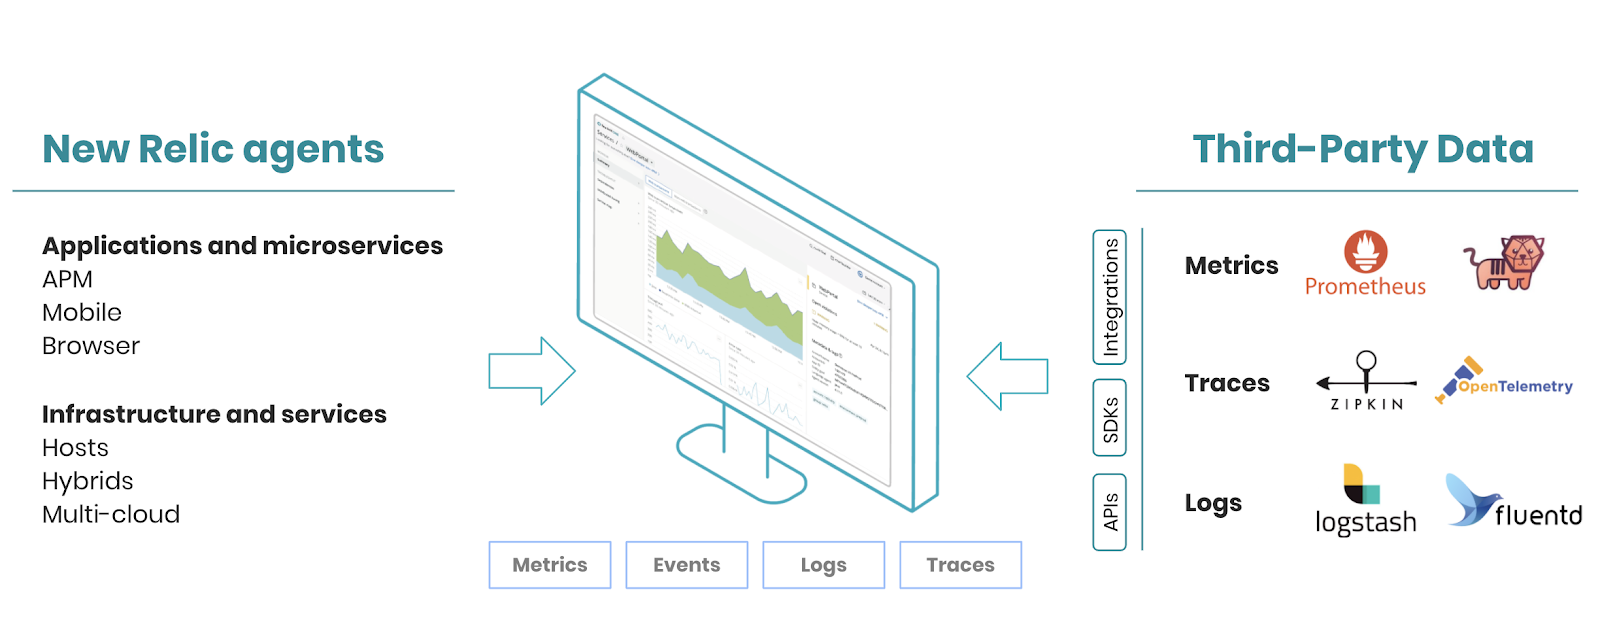 New Relic agents
Applications and microservices
APM
Mobile
Browser
Infrastructure and services
Hosts
Hybrids
Multi-cloud
WebPortal
Metrics
Events
Logs
Traces
Third-Party Data
Integrations
SDKs
APIs
Metrics
Prometheus
Traces
ZIPKIN
OpenTelemetry
Logs
logstash
fluentd